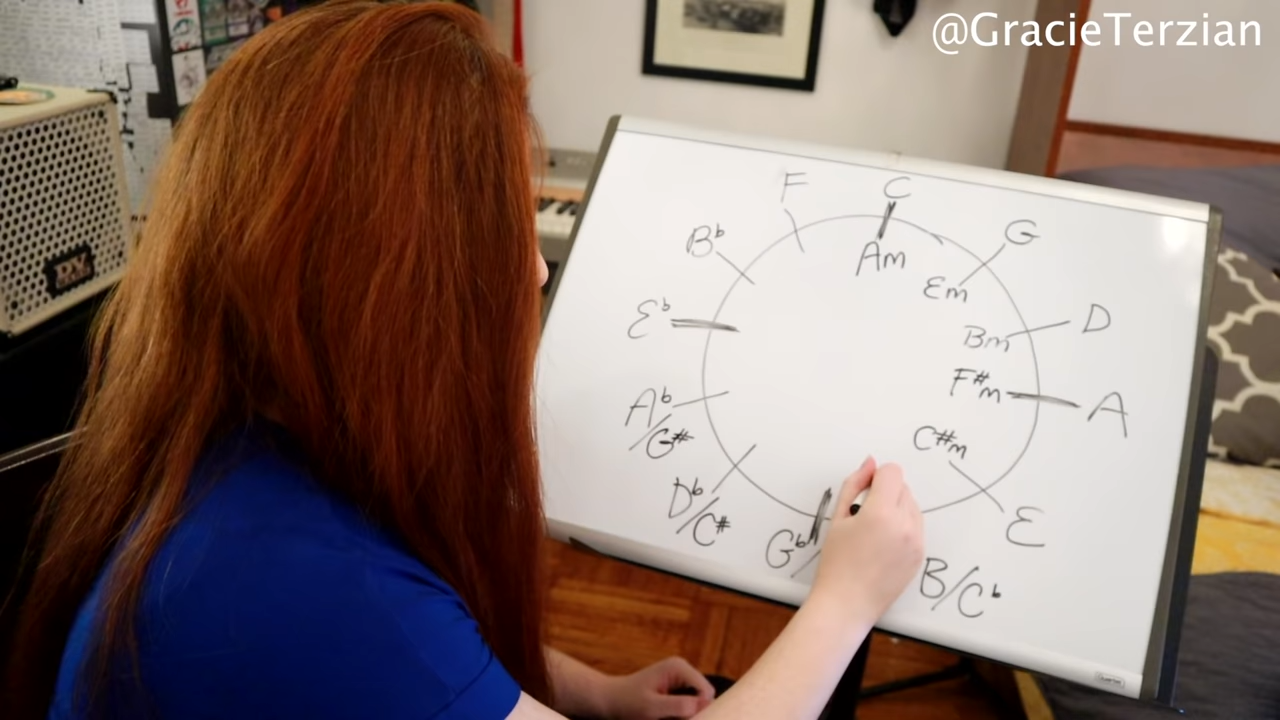 @GracieTerzian
C
F
G
B♭
Am
Em
E♭
D
Bm
F#m
A♭
/G#
A
C#m
D♭
/C#
E
G♭/
B/C♭